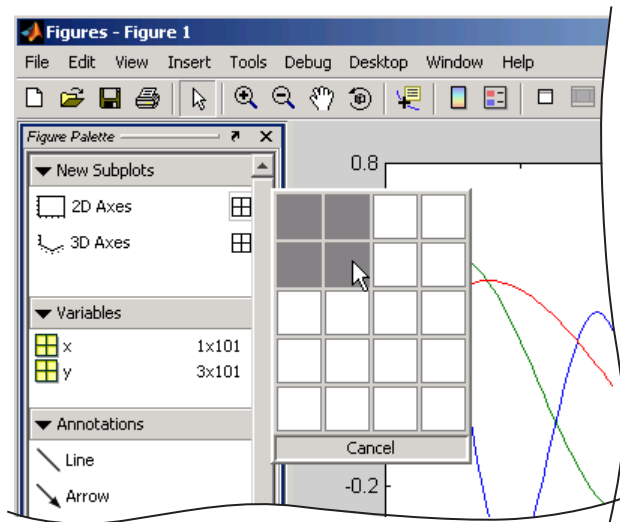 Figures - Figure 1
File Edit View Insert Tools Debug Desktop Window Help
Figure Palette
New Subplots
2D Axes
3D Axes
Variables
x 1x101
y 3x101
Annotations
Line
Arrow
Cancel
0.8
-0.2